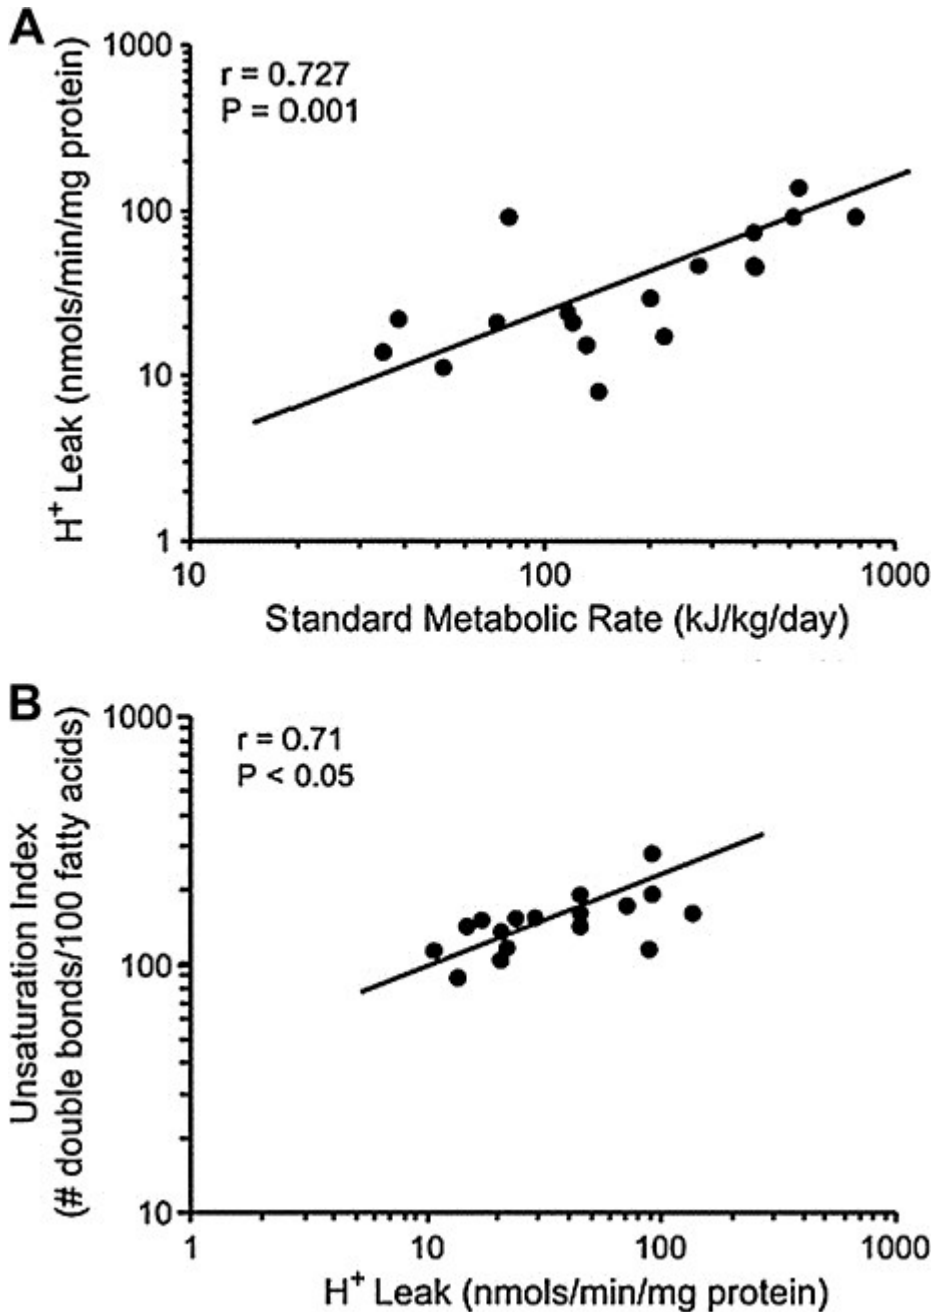 A
1000
r = 0.727
P = 0.001
100
10
1
H⁺ Leak (nmols/min/mg protein)
10 100 1000
Standard Metabolic Rate (kJ/kg/day)
B
1000
r = 0.71
P < 0.05
100
10
Unsaturation Index
(# double bonds/100 fatty acids)
1 10 100 1000
H⁺ Leak (nmols/min/mg protein)